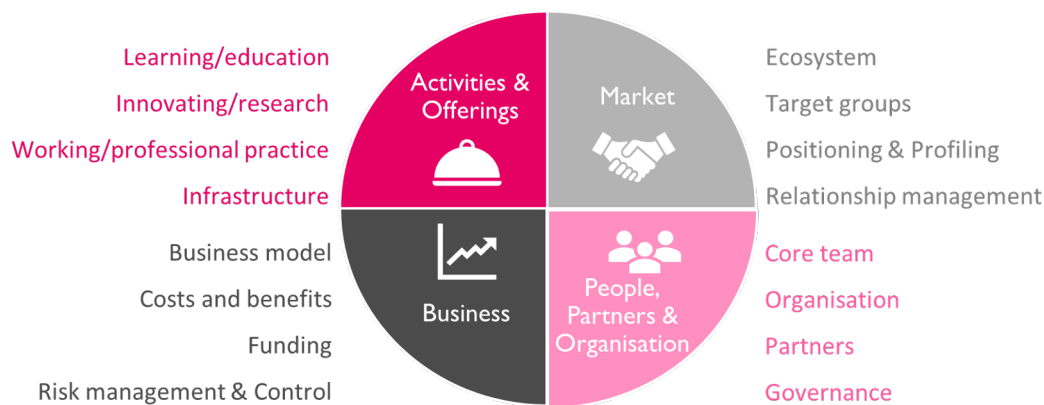 Learning/education
Innovating/research
Working/professional practice
Infrastructure
Activities &
Offerings
Market
Ecosystem
Target groups
Positioning & Profiling
Relationship management
Business model
Costs and benefits
Funding
Risk management & Control
Business
People,
Partners &
Organisation
Core team
Organisation
Partners
Governance